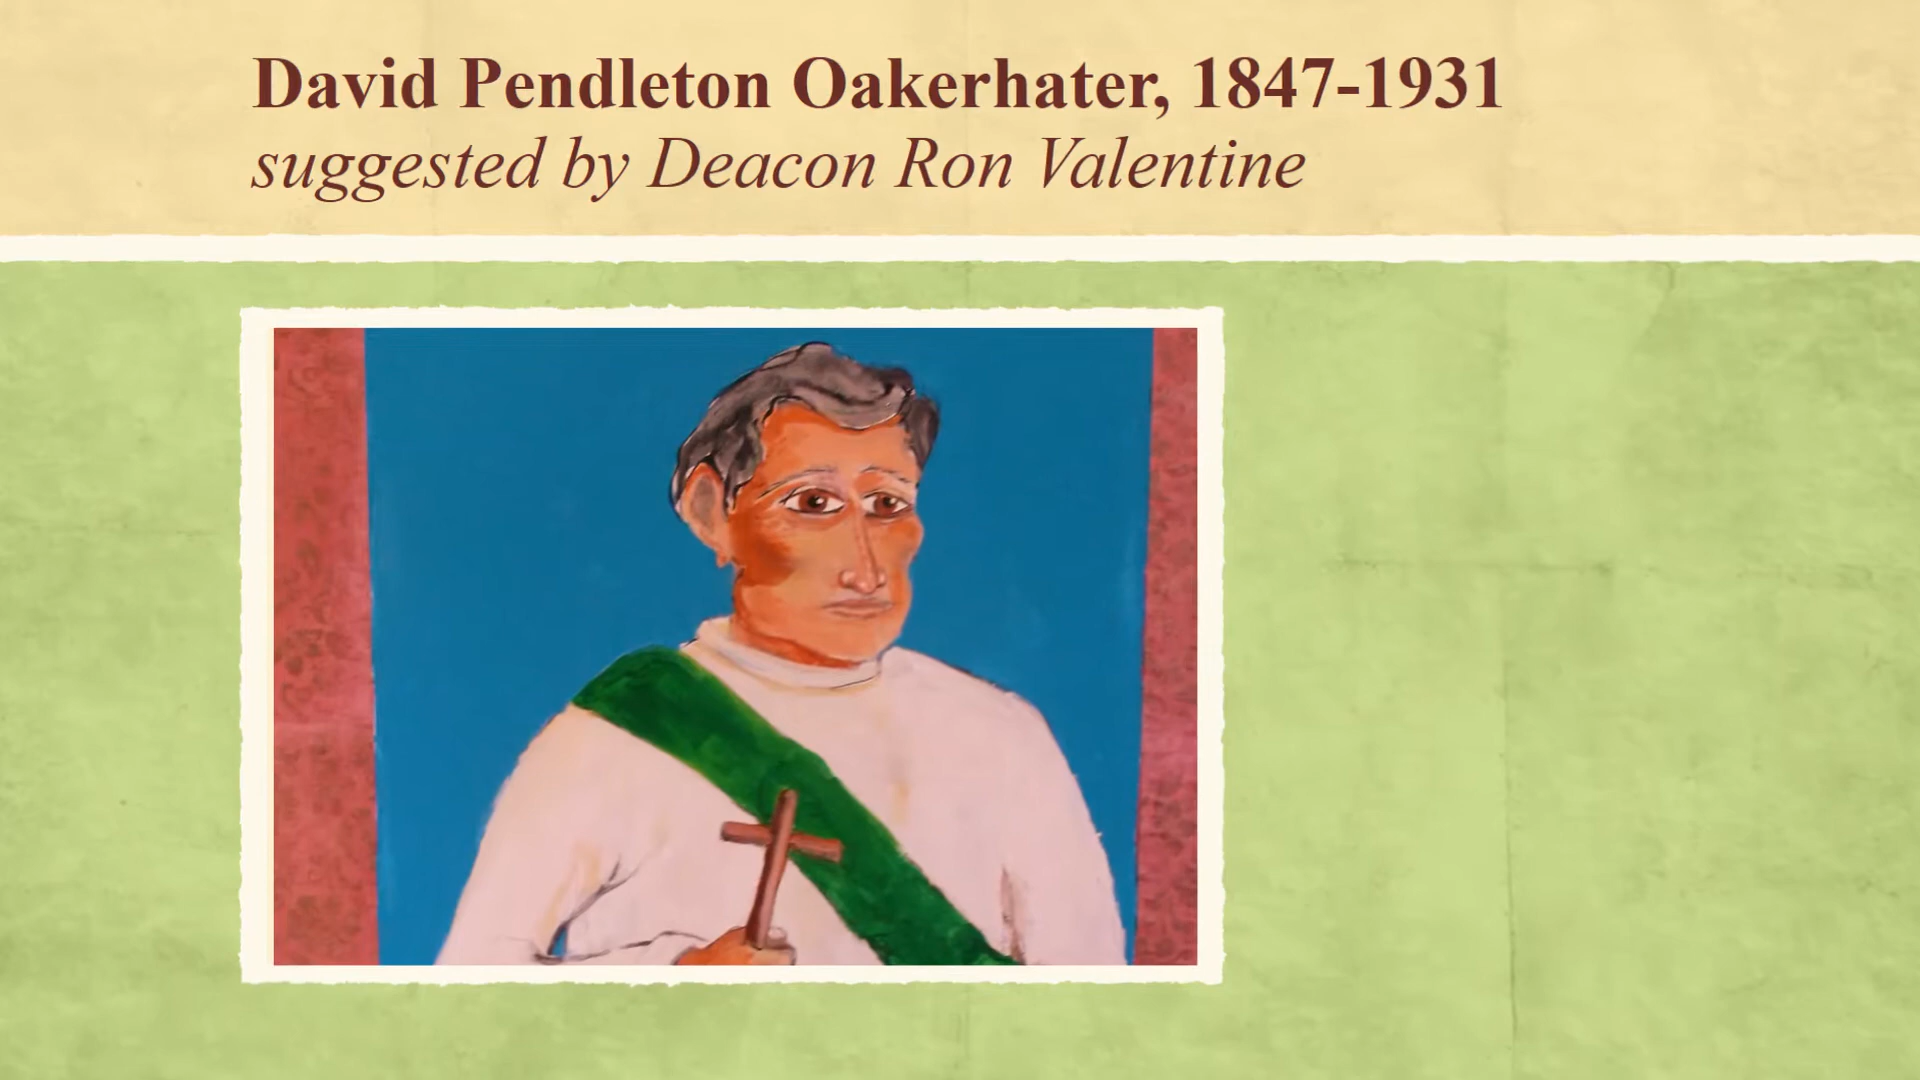 David Pendleton Oakerhater, 1847-1931
suggested by Deacon Ron Valentine